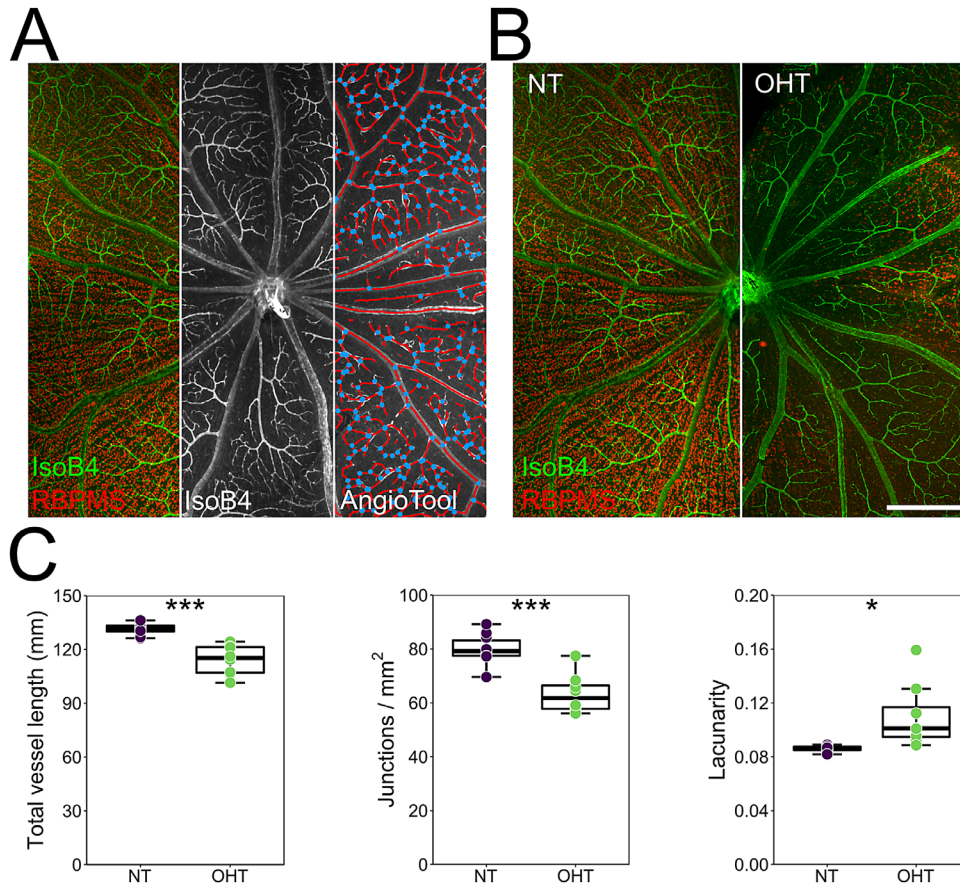 A
B
NT
OHT
IsoB4
RBPMS
IsoB4
AngioTool
IsoB4
RBPMS
C
Total vessel length (mm)
150
120
90
60
30
0
***
NT
OHT
Junctions / mm²
100
80
60
40
20
0
***
NT
OHT
Lacunarity
0.20
0.16
0.12
0.08
0.04
0.00
*
NT
OHT